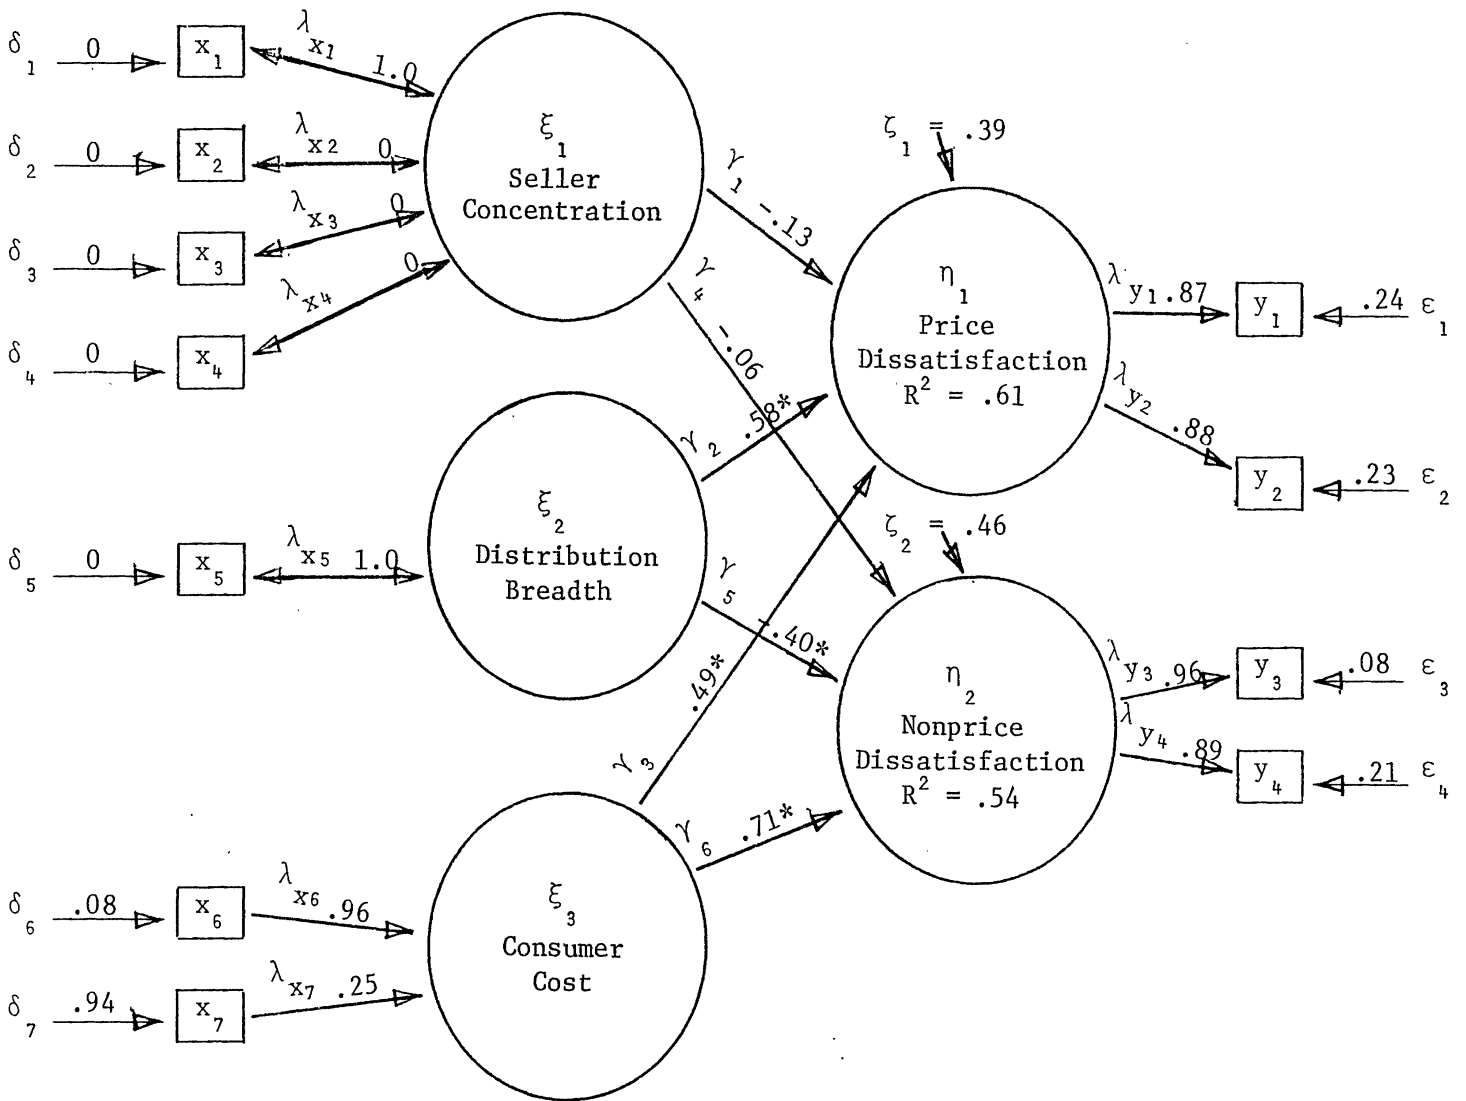 δ₁ 0 x₁ λx₁ 1.0
δ₂ 0 x₂ λx₂ 0
δ₃ 0 x₃ λx₃ 0
δ₄ 0 x₄ λx₄ 0
ξ₁
Seller
Concentration
γ₁ -.13
γ₄ -.06
ζ₁ = .39
η₁
Price
Dissatisfaction
R² = .61
λy₁ .87 y₁ .24 ε₁
λy₂ .88 y₂ .23 ε₂
δ₅ 0 x₅ λx₅ 1.0
ξ₂
Distribution
Breadth
γ₂ .58*
γ₅ -.40*
ζ₂ = .46
η₂
Nonprice
Dissatisfaction
R² = .54
λy₃ .96 y₃ .08 ε₃
λy₄ .89 y₄ .21 ε₄
γ₃ .49*
γ₆ .71*
δ₆ .08 x₆ λx₆ .96
δ₇ .94 x₇ λx₇ .25
ξ₃
Consumer
Cost